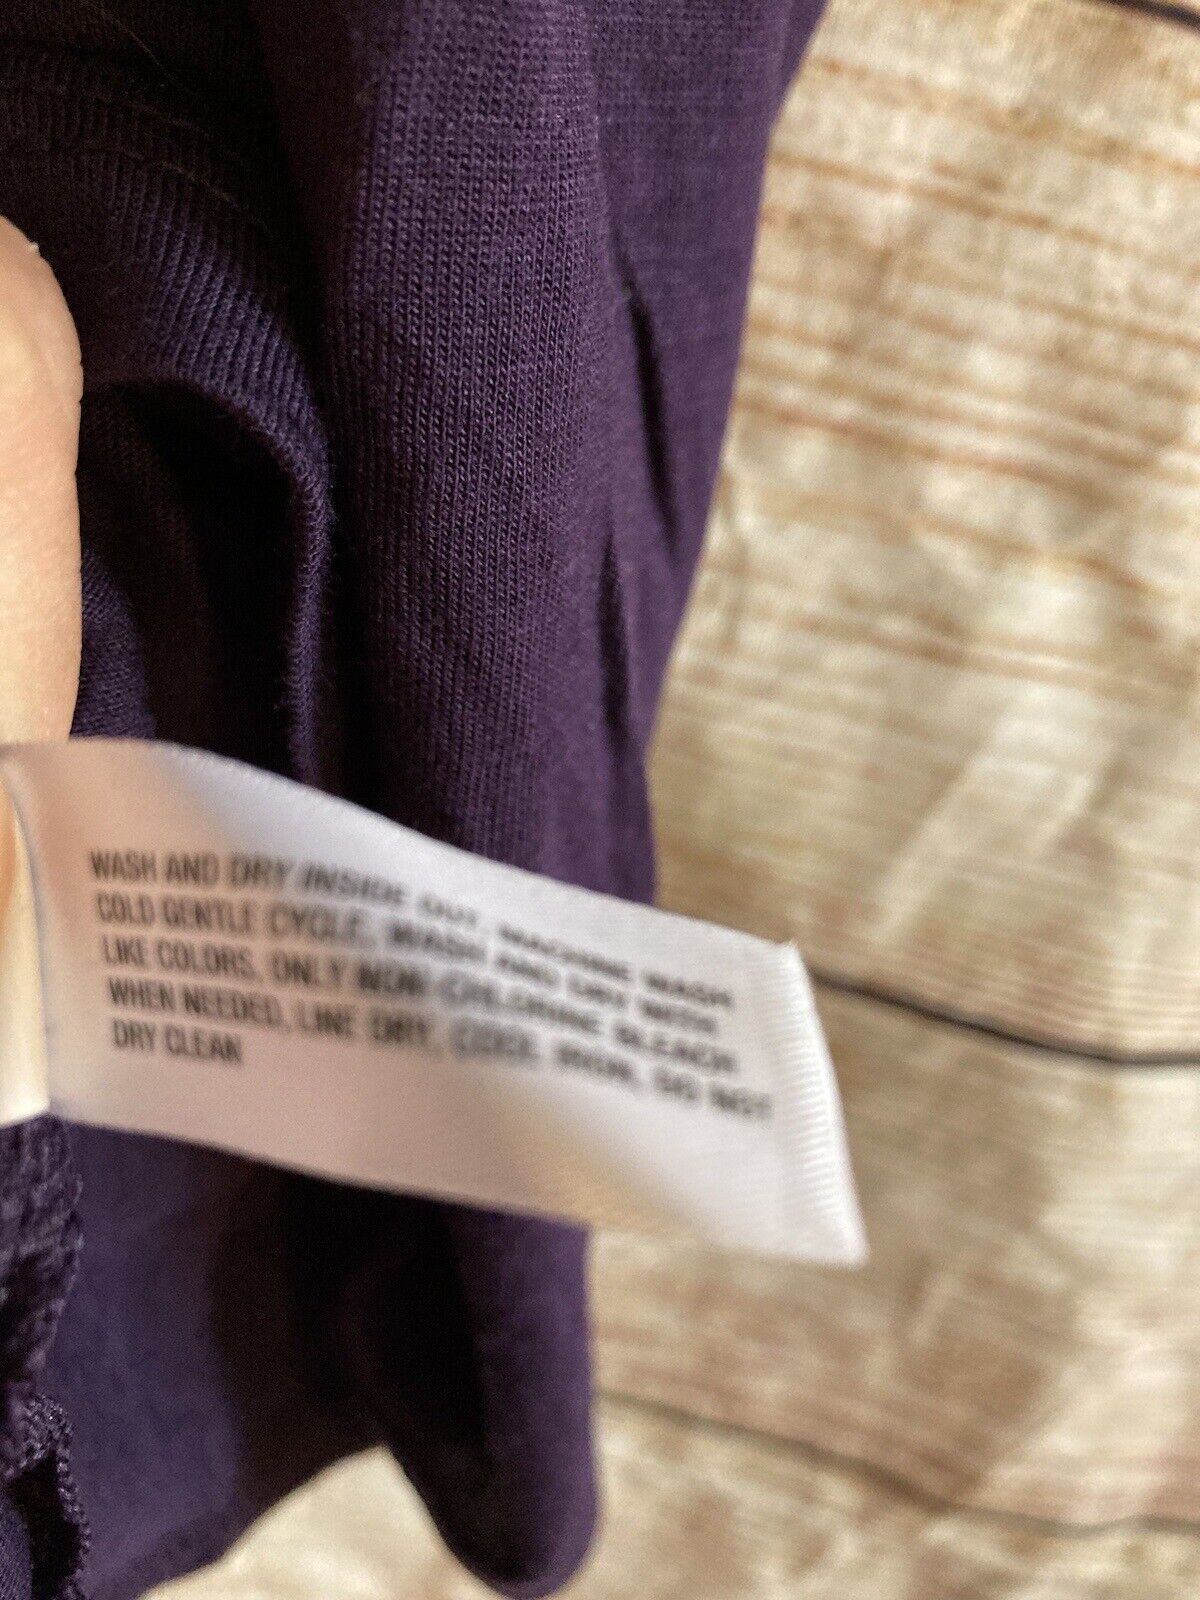 WASH AND DRY INSIDE OUT, MACHINE WASH
COLD GENTLE CYCLE, WASH AND DRY WITH
LIKE COLORS, ONLY NON CHLORINE BLEACH
WHEN NEEDED, LINE DRY, COOL IRON, DO NOT
DRY CLEAN